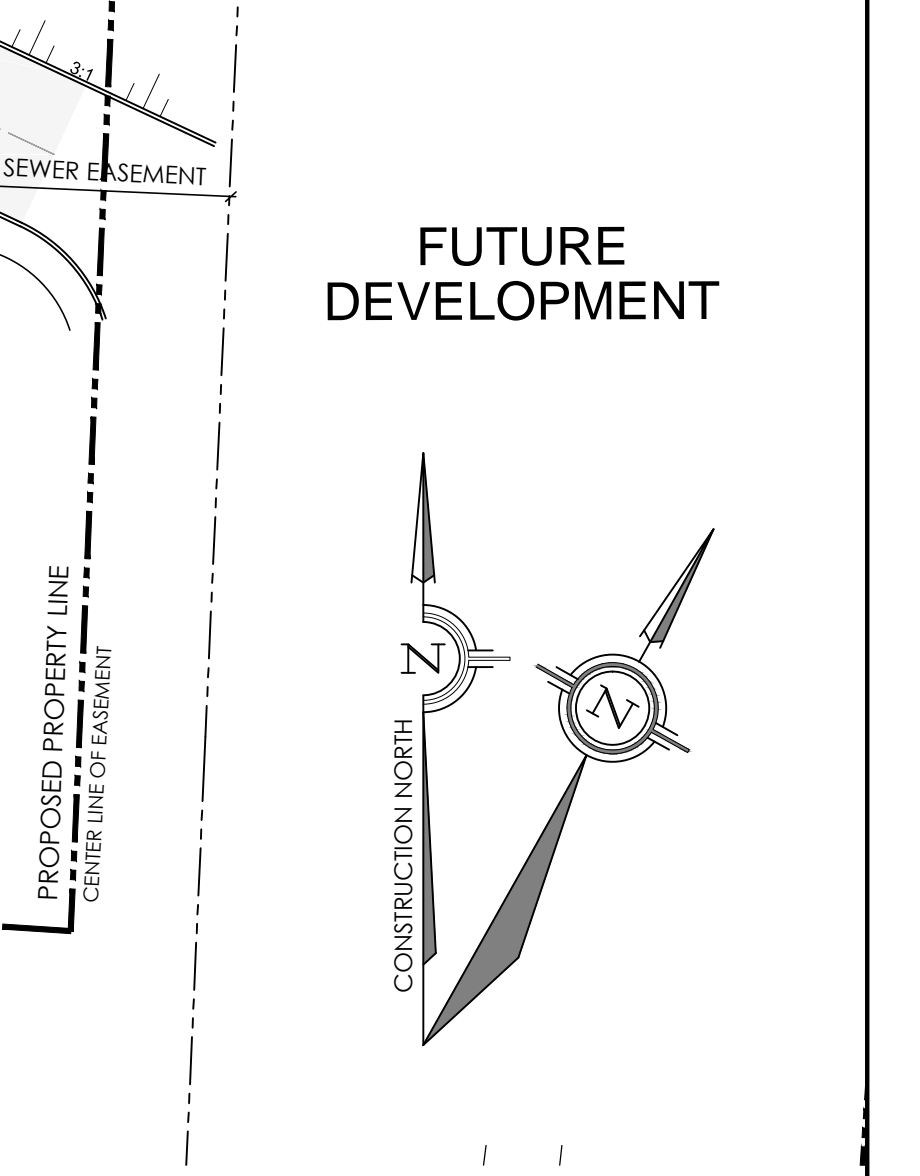 3:1
SEWER EASEMENT
FUTURE
DEVELOPMENT
PROPOSED PROPERTY LINE
CENTER LINE OF EASEMENT
N
CONSTRUCTION NORTH
N